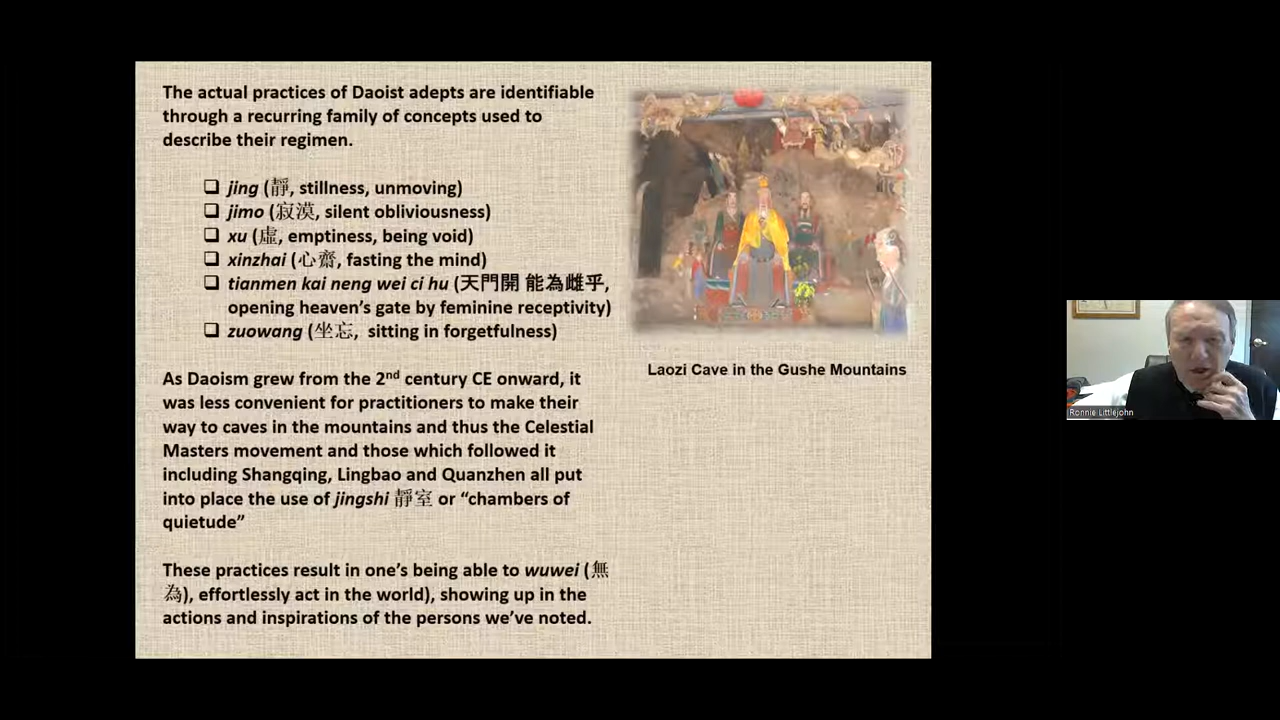 The actual practices of Daoist adepts are identifiable
through a recurring family of concepts used to
describe their regimen.
jing (靜, stillness, unmoving)
jimo (寂漠, silent obliviousness)
xu (虛, emptiness, being void)
xinzhai (心齋, fasting the mind)
tianmen kai neng wei ci hu (天門開 能為雌乎,
opening heaven’s gate by feminine receptivity)
zuowang (坐忘, sitting in forgetfulness)
As Daoism grew from the 2nd century CE onward, it
was less convenient for practitioners to make their
way to caves in the mountains and thus the Celestial
Masters movement and those which followed it
including Shangqing, Lingbao and Quanzhen all put
into place the use of jingshi 靜室 or “chambers of
quietude”
These practices result in one’s being able to wuwei (無
為), effortlessly act in the world), showing up in the
actions and inspirations of the persons we’ve noted.
Laozi Cave in the Gushe Mountains
Ronnie Littlejohn